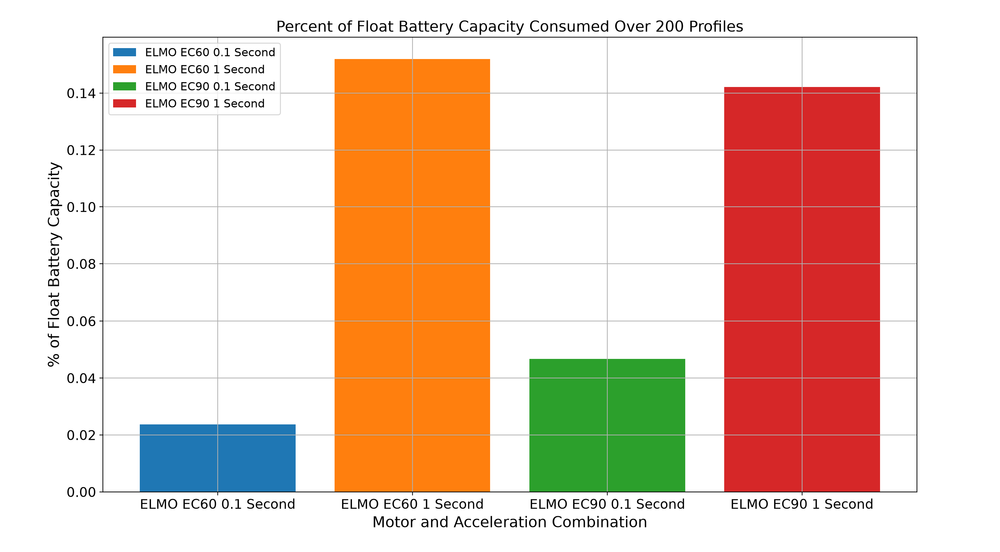 Percent of Float Battery Capacity Consumed Over 200 Profiles
ELMO EC60 0.1 Second
ELMO EC60 1 Second
ELMO EC90 0.1 Second
ELMO EC90 1 Second
% of Float Battery Capacity
0.14
0.12
0.10
0.08
0.06
0.04
0.02
0.00
ELMO EC60 0.1 Second ELMO EC60 1 Second ELMO EC90 0.1 Second ELMO EC90 1 Second
Motor and Acceleration Combination